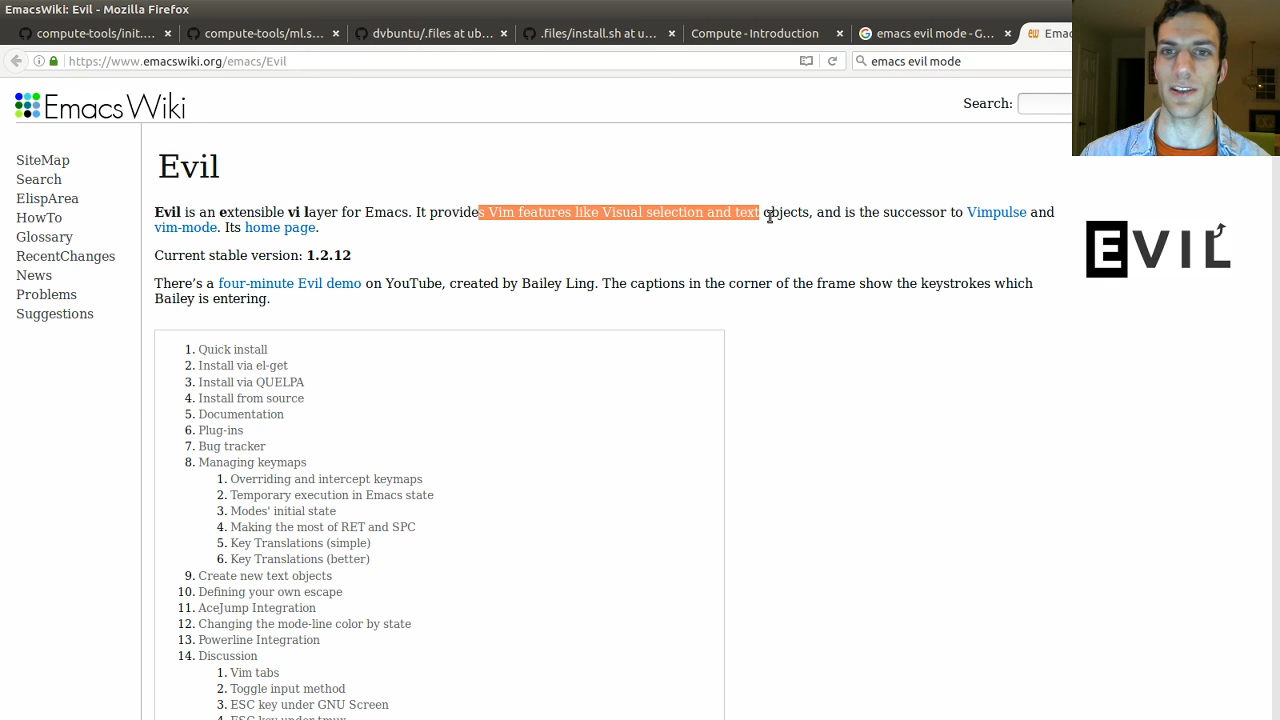 EmacsWiki: Evil - Mozilla Firefox
compute-tools/init.... ×
compute-tools/ml.s... ×
dvbuntu/.files at ub... ×
.files/install.sh at u... ×
Compute - Introduction ×
emacs evil mode - G... ×
Emac
https://www.emacswiki.org/emacs/Evil
emacs evil mode
EmacsWiki
Search:
SiteMap
Search
ElispArea
HowTo
Glossary
RecentChanges
News
Problems
Suggestions
Evil
Evil is an extensible vi layer for Emacs. It provides Vim features like Visual selection and text objects, and is the successor to Vimpulse and
vim-mode. Its home page.
Current stable version: 1.2.12
There’s a four-minute Evil demo on YouTube, created by Bailey Ling. The captions in the corner of the frame show the keystrokes which
Bailey is entering.
1. Quick install
2. Install via el-get
3. Install via QUELPA
4. Install from source
5. Documentation
6. Plug-ins
7. Bug tracker
8. Managing keymaps
1. Overriding and intercept keymaps
2. Temporary execution in Emacs state
3. Modes' initial state
4. Making the most of RET and SPC
5. Key Translations (simple)
6. Key Translations (better)
9. Create new text objects
10. Defining your own escape
11. AceJump Integration
12. Changing the mode-line color by state
13. Powerline Integration
14. Discussion
1. Vim tabs
2. Toggle input method
3. ESC key under GNU Screen
4. ESC key under tmux
EVIL